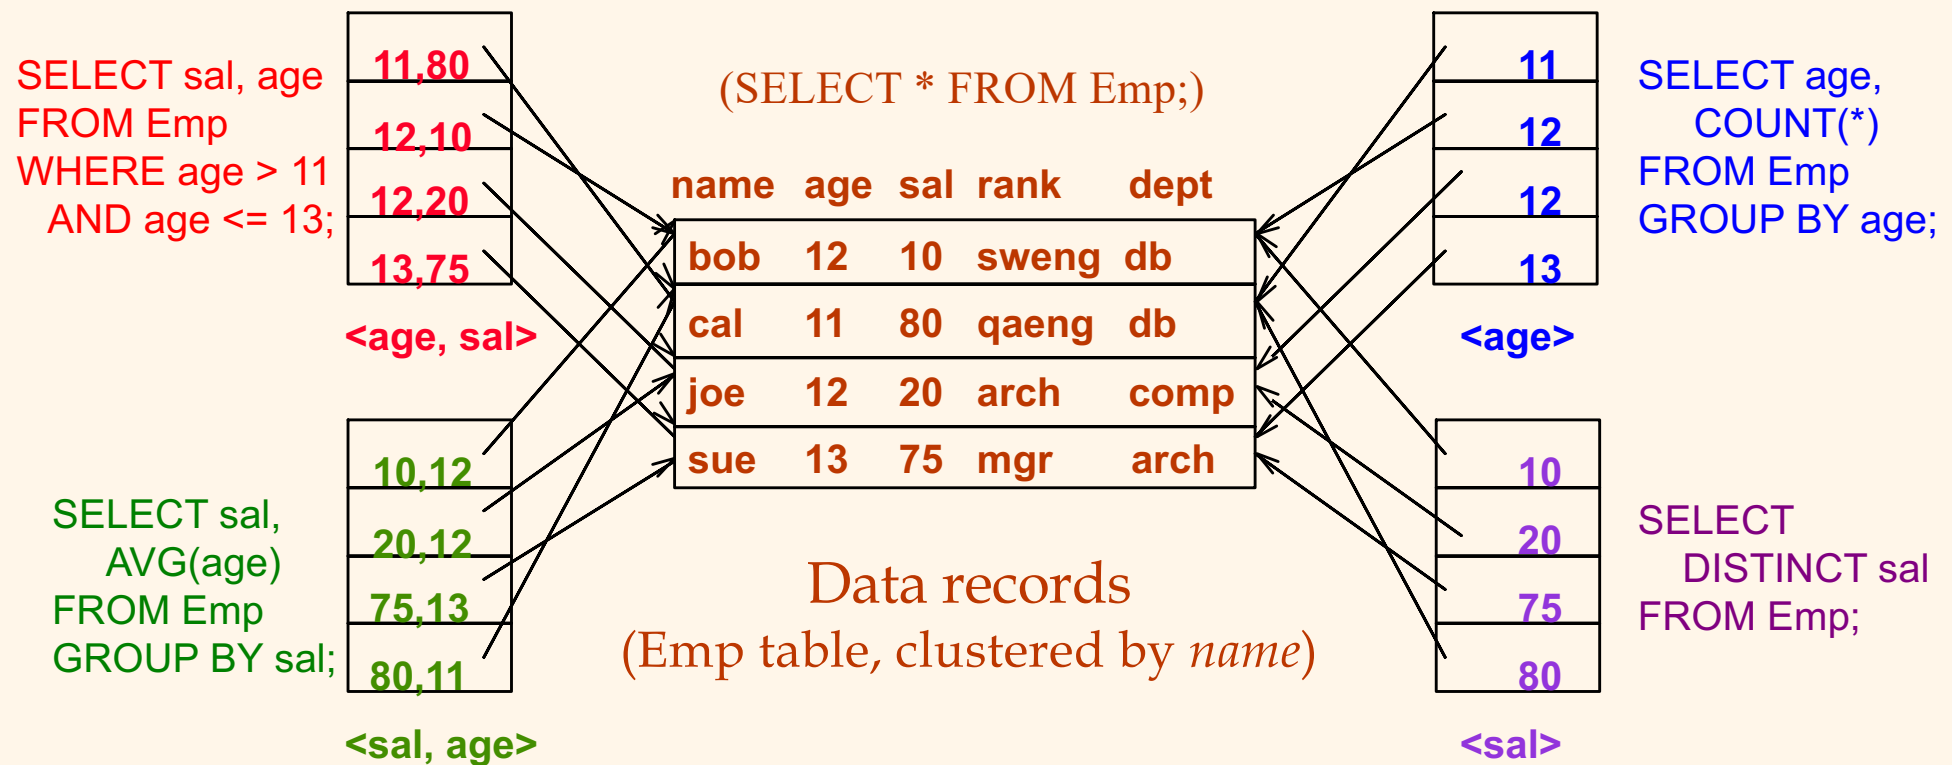 SELECT sal, age
FROM Emp
WHERE age > 11
AND age <= 13;
11,80
12,10
12,20
13,75
<age, sal>
(SELECT * FROM Emp;)
name age sal rank dept
bob 12 10 sweng db
cal 11 80 qaeng db
joe 12 20 arch comp
sue 13 75 mgr arch
Data records
(Emp table, clustered by name)
11
12
12
13
<age>
SELECT age,
COUNT(*)
FROM Emp
GROUP BY age;
SELECT sal,
AVG(age)
FROM Emp
GROUP BY sal;
10,12
20,12
75,13
80,11
<sal, age>
10
20
75
80
<sal>
SELECT
DISTINCT sal
FROM Emp;